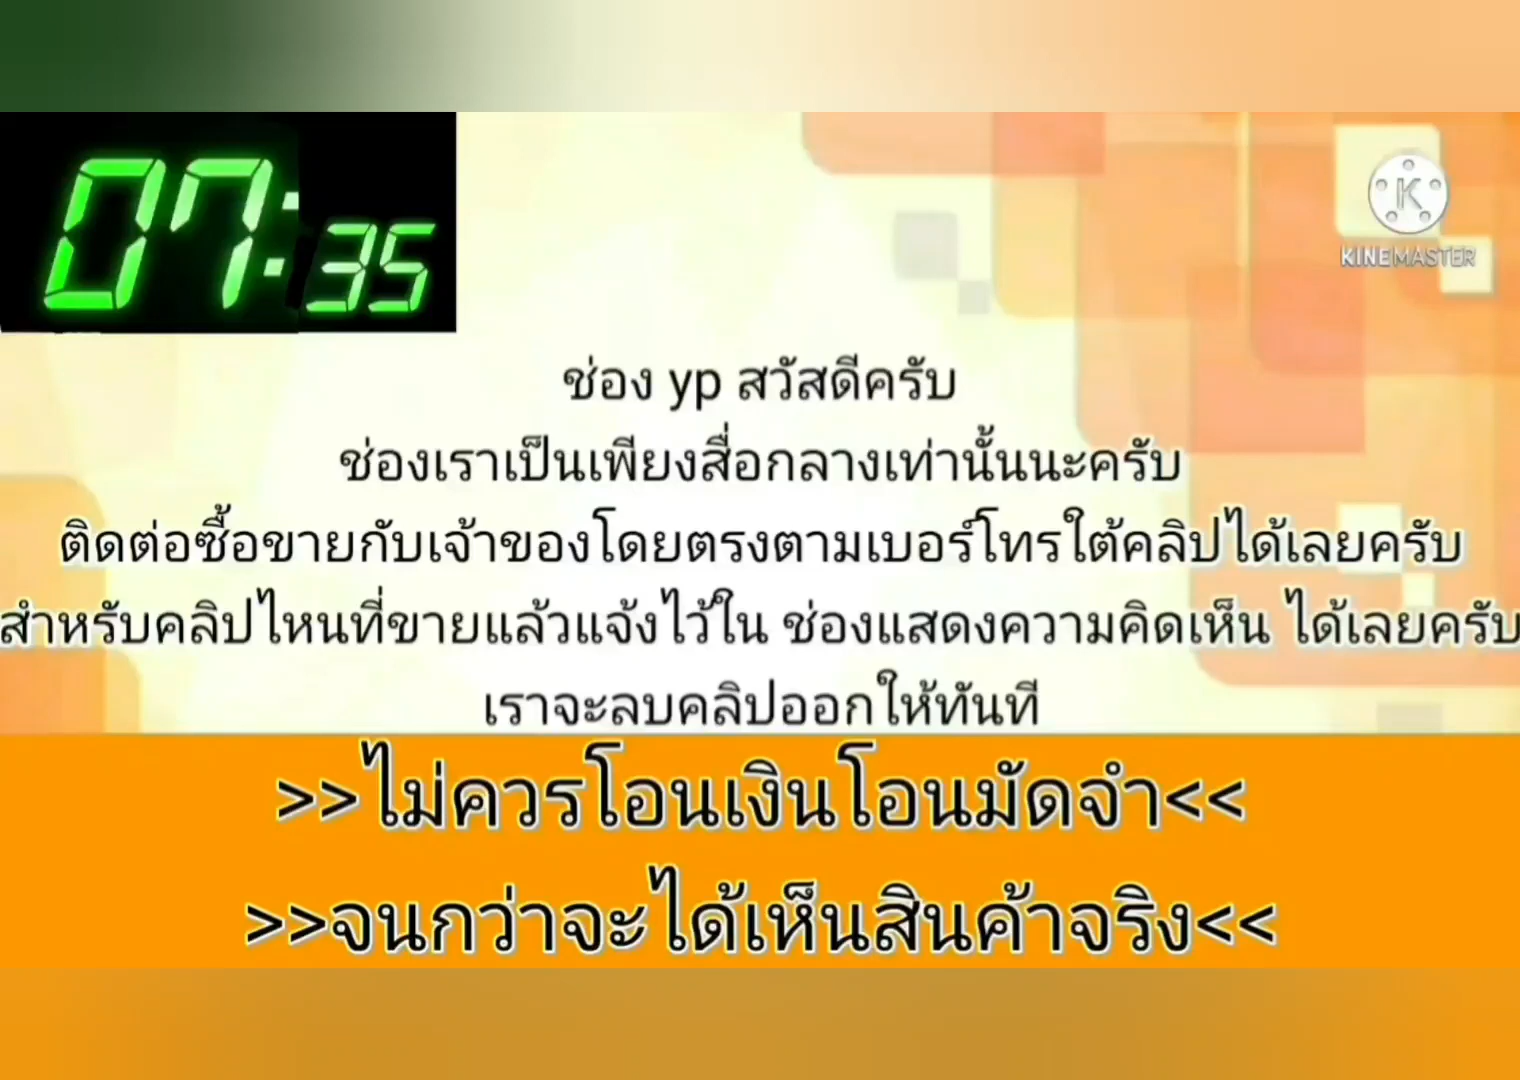 07:35
KINEMASTER
ช่อง yp สวัสดีครับ
ช่องเราเป็นเพียงสื่อกลางเท่านั้นนะครับ
ติดต่อซื้อขายกับเจ้าของโดยตรงตามเบอร์โทรใต้คลิปได้เลยครับ
สำหรับคลิปไหนที่ขายแล้วแจ้งไว้ใน ช่องแสดงความคิดเห็น ได้เลยครับ
เราจะลบคลิปออกให้ทันที
>>ไม่ควรโอนเงินโอนมัดจำ<<
>>จนกว่าจะได้เห็นสินค้าจริง<<